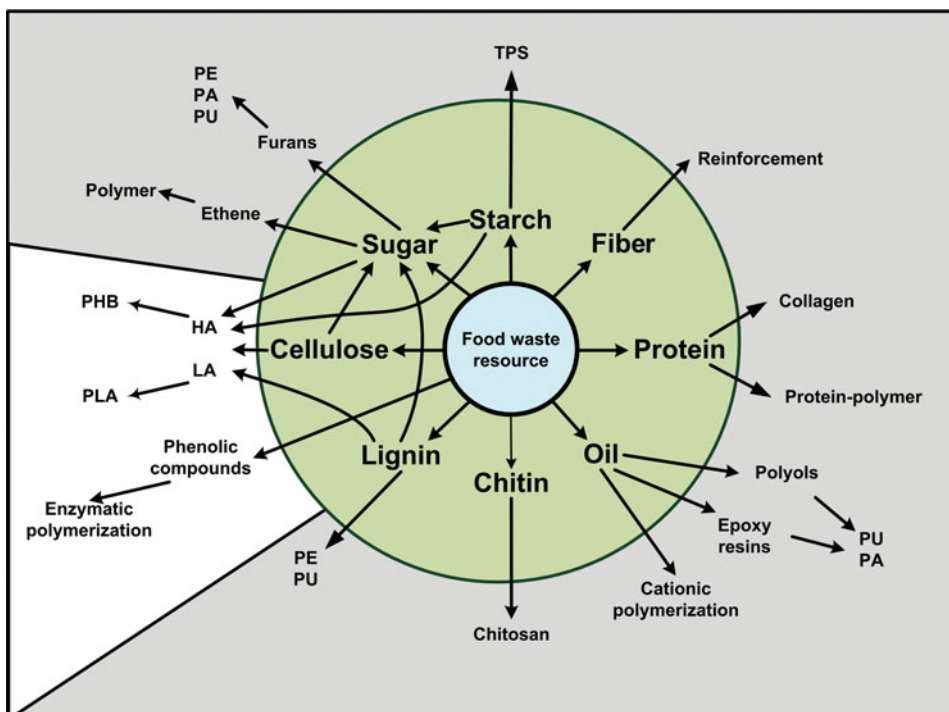 TPS
PE
PA
PU
Furans
Reinforcement
Polymer
Ethene
Starch
Sugar
Fiber
PHB
HA
Collagen
Food waste
resource
Cellulose
Protein
LA
PLA
Protein-polymer
Phenolic
compounds
Lignin
Oil
Chitin
Polyols
Enzymatic
polymerization
Epoxy
resins
PU
PA
PE
PU
Cationic
polymerization
Chitosan